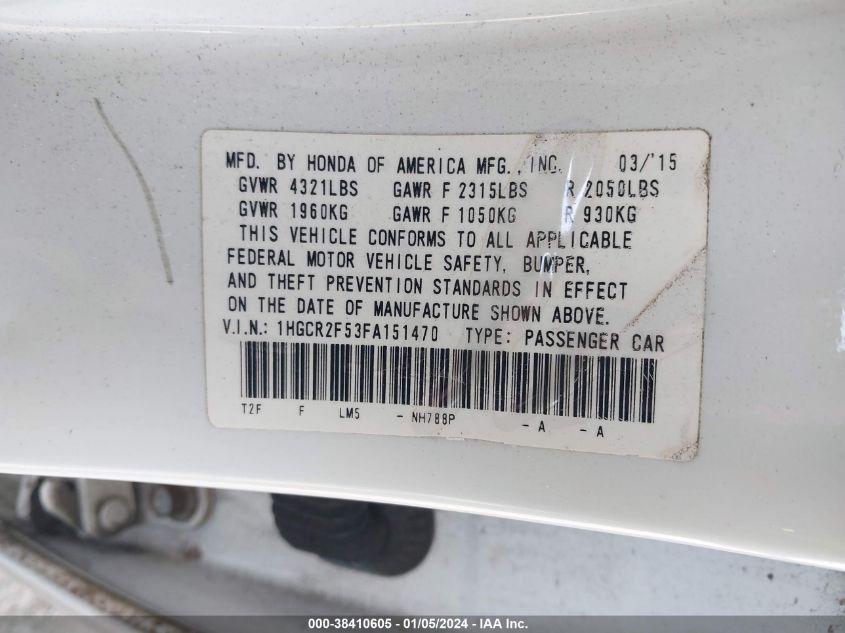 MFD. BY HONDA OF AMERICA MFG., INC. 03/'15
GVWR 4321LBS GAWR F 2315LBS R 2050LBS
GVWR 1960KG GAWR F 1050KG R 930KG
THIS VEHICLE CONFORMS TO ALL APPLICABLE
FEDERAL MOTOR VEHICLE SAFETY, BUMPER,
AND THEFT PREVENTION STANDARDS IN EFFECT
ON THE DATE OF MANUFACTURE SHOWN ABOVE.
V.I.N.: 1HGCR2F53FA151470 TYPE: PASSENGER CAR
T2F F LM5 - NH788P - A - A
000-38410605 - 01/05/2024 - IAA Inc.